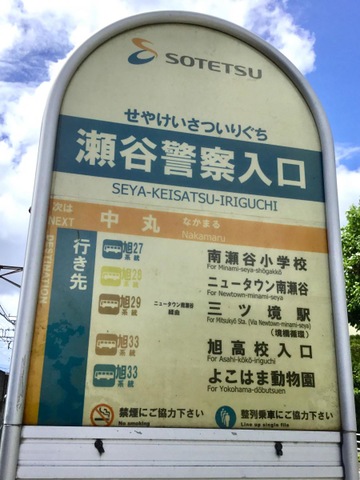 SOTETSU
せやけいさついりぐち
瀬谷警察入口
SEYA-KEISATSU-IRIGUCHI
次は
NEXT
中丸
なかまる
Nakamaru
行き先
DESTINATION
旭27
系統
南瀬谷小学校
For Minami-seya-shōgakkō
旭28
系統
ニュータウン南瀬谷
For Newtown-minami-seya
旭29
系統
ニュータウン南瀬谷
経由
三ツ境駅
For Mitsukyō Sta. (Via Newtown-minami-seya)
(境橋循環)
旭33
系統
旭高校入口
For Asahi-kōkō-iriguchi
旭33
系統
よこはま動物園
For Yokohama-dōbutsuen
禁煙にご協力下さい
No smoking
整列乗車にご協力下さい
Line up single file